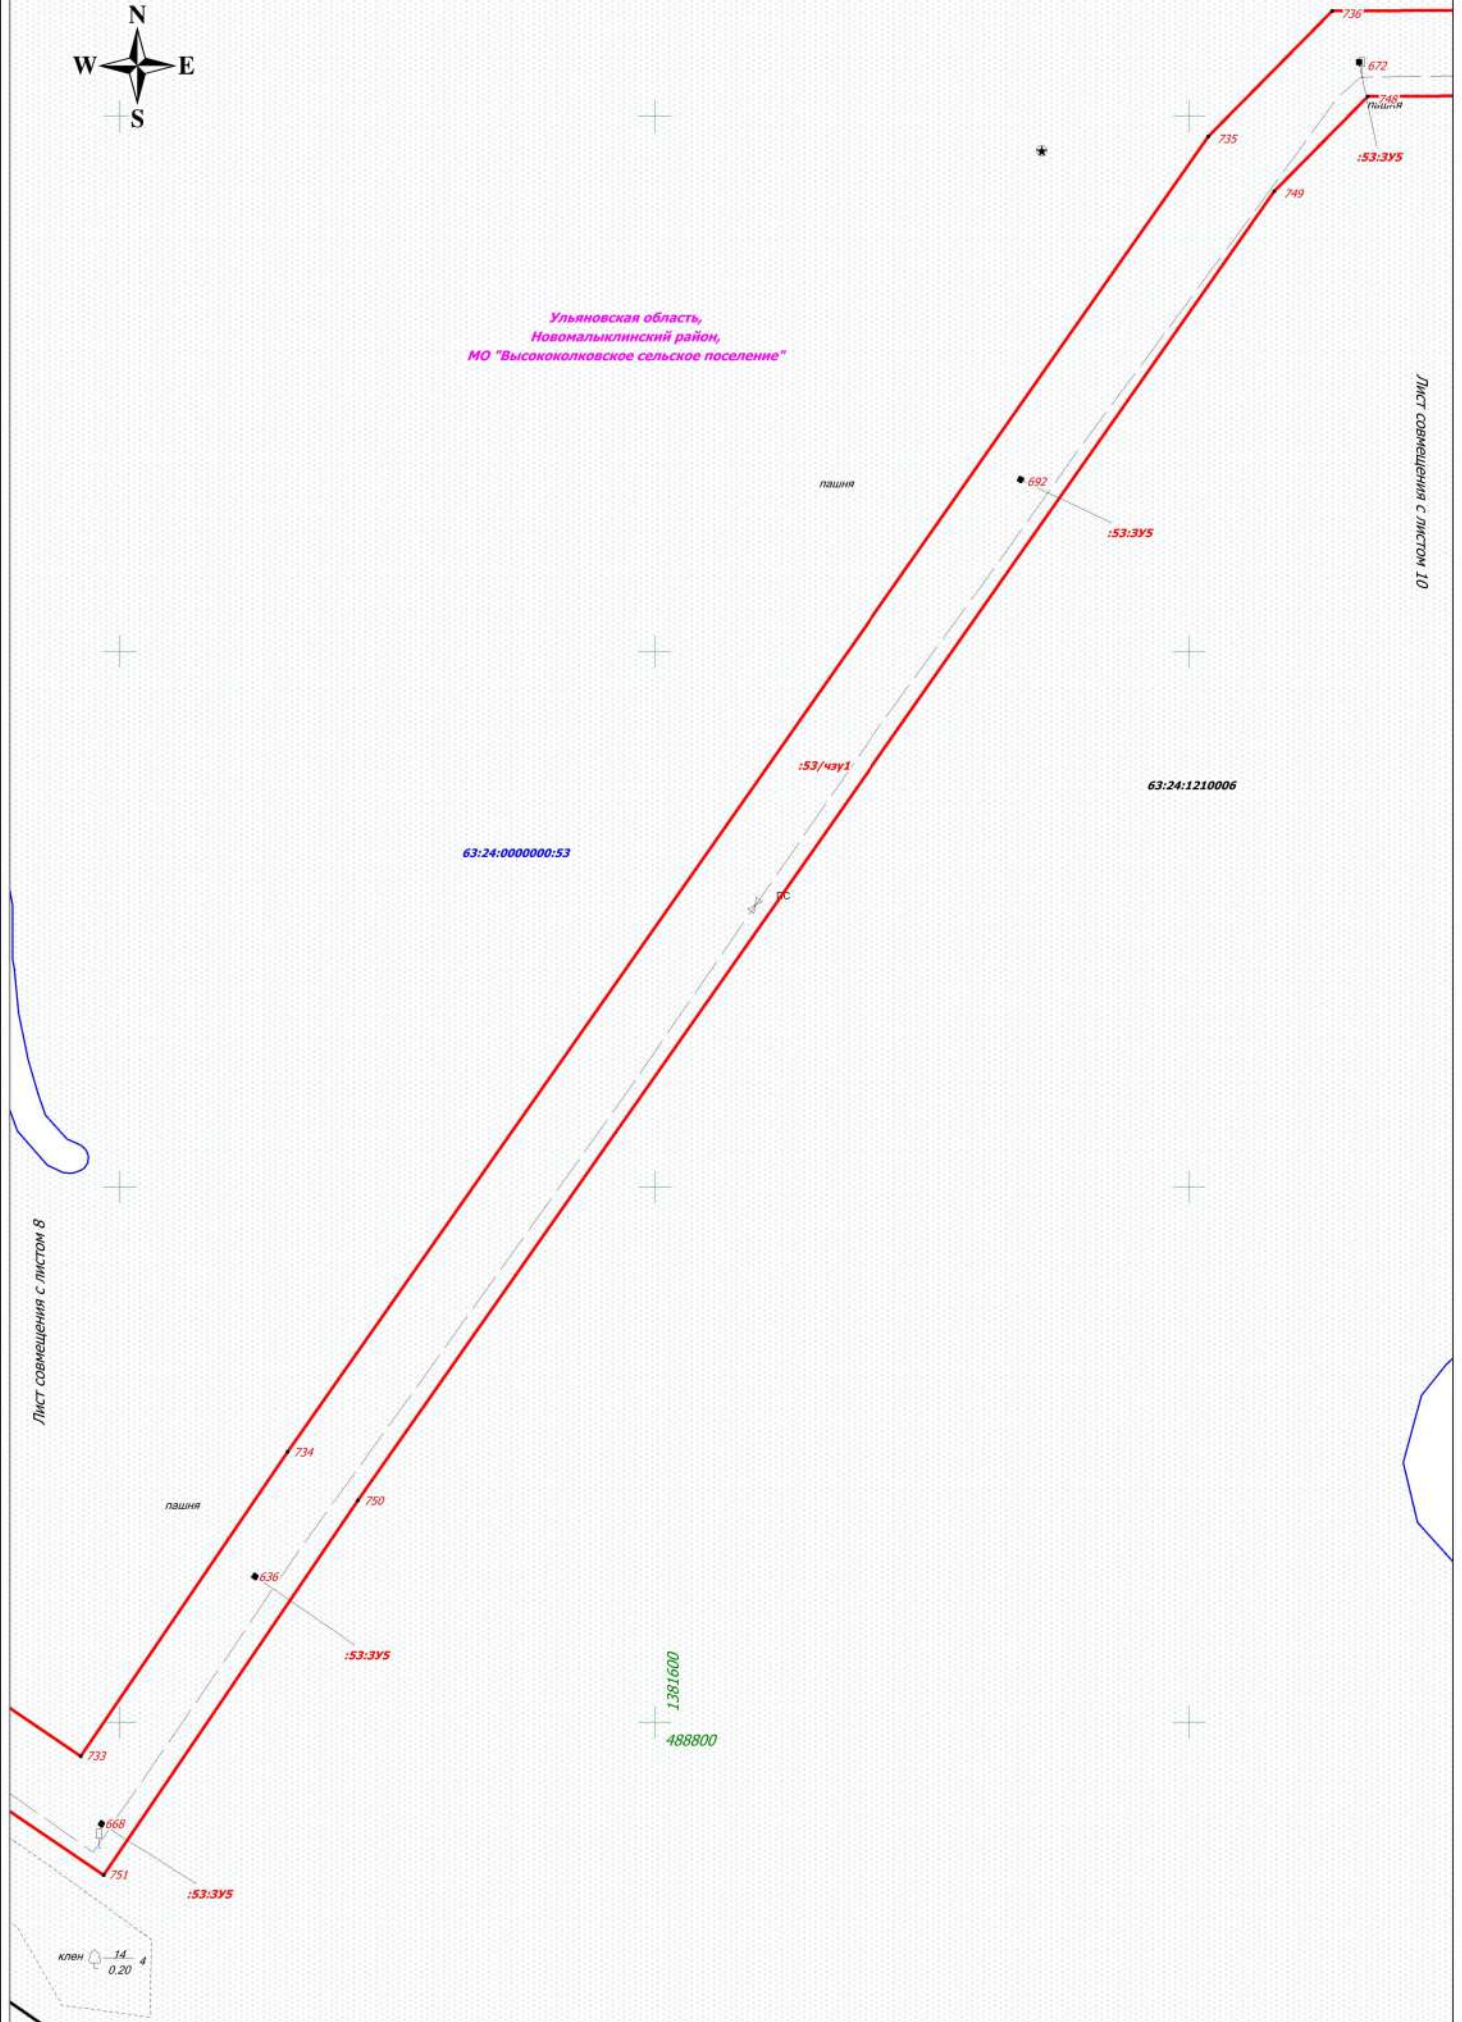 N
W E
S
736
672
748
пашня
735
:53:ЗУ5
749
Ульяновская область,
Новомалыклинский район,
МО "Высококолковское сельское поселение"
Лист совмещения с листом 10
пашня
692
:53:ЗУ5
:53/чзу1
63:24:1210006
63:24:0000000:53
ПС
Лист совмещения с листом 8
734
750
пашня
636
:53:ЗУ5
1381600
488800
733
668
751
:53:ЗУ5
клен 14 4
0.20